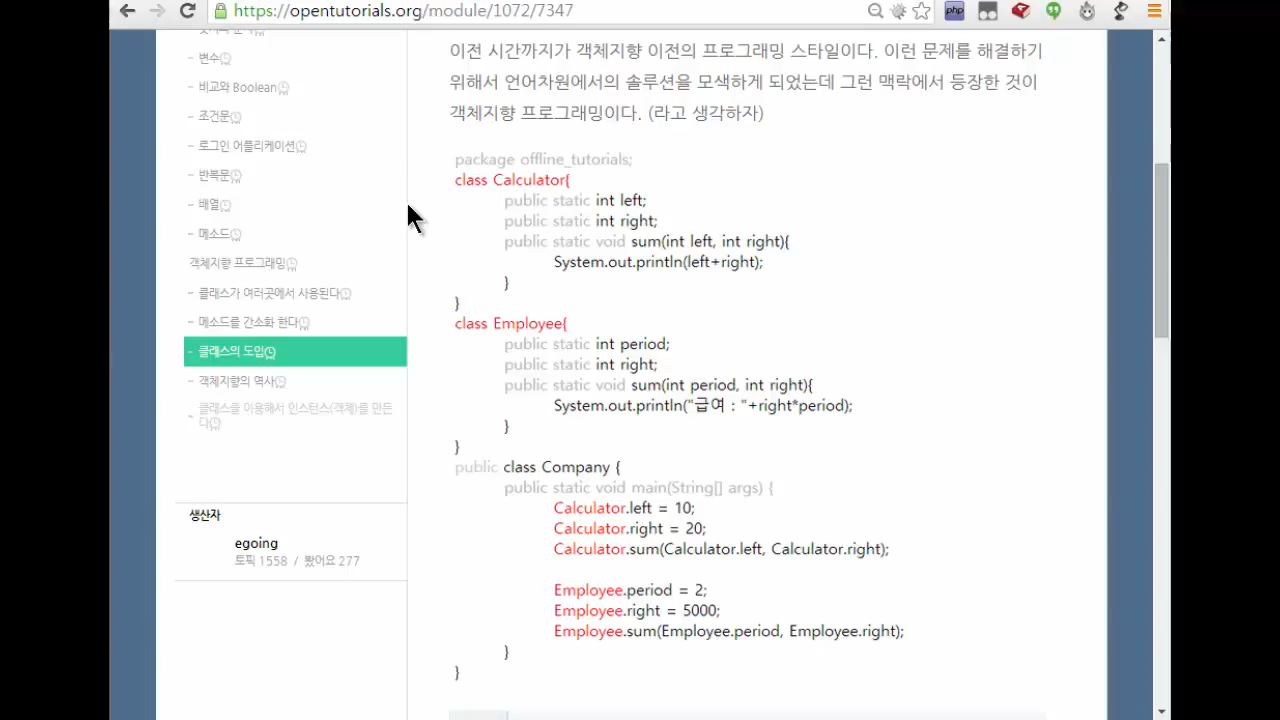 https://opentutorials.org/module/1072/7347
- 변수
- 비교와 Boolean
- 조건문
- 로그인 어플리케이션
- 반복문
- 배열
- 메소드
객체지향 프로그래밍
- 클래스가 여러곳에서 사용된다
- 메소드를 간소화 한다
- 클래스의 도입
- 객체지향의 역사
- 클래스를 이용해서 인스턴스(객체)를 만든
다
생산자
egoing
토픽 1558 / 봤어요 277
이전 시간까지가 객체지향 이전의 프로그래밍 스타일이다. 이런 문제를 해결하기
위해서 언어차원에서의 솔루션을 모색하게 되었는데 그런 맥락에서 등장한 것이
객체지향 프로그래밍이다. (라고 생각하자)
package offline_tutorials;
class Calculator{
public static int left;
public static int right;
public static void sum(int left, int right){
System.out.println(left+right);
}
}
class Employee{
public static int period;
public static int right;
public static void sum(int period, int right){
System.out.println("급여 : "+right*period);
}
}
public class Company {
public static void main(String[] args) {
Calculator.left = 10;
Calculator.right = 20;
Calculator.sum(Calculator.left, Calculator.right);
Employee.period = 2;
Employee.right = 5000;
Employee.sum(Employee.period, Employee.right);
}
}